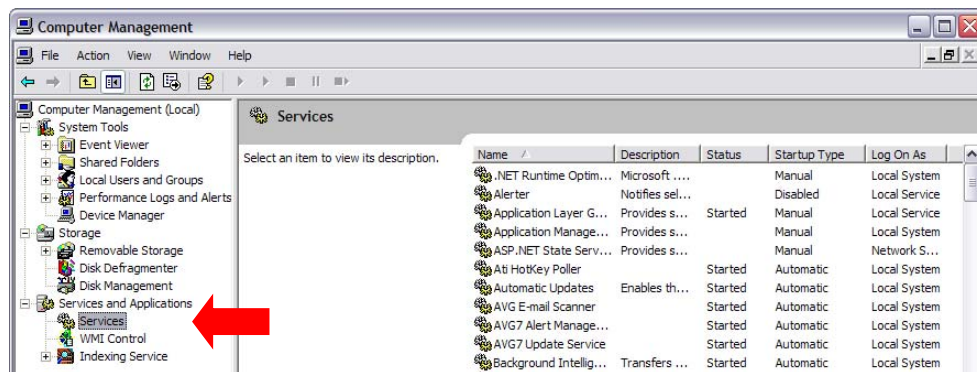 Computer Management
File Action View Window Help
Computer Management (Local)
System Tools
Event Viewer
Shared Folders
Local Users and Groups
Performance Logs and Alerts
Device Manager
Storage
Removable Storage
Disk Defragmenter
Disk Management
Services and Applications
Services
WMI Control
Indexing Service
Services
Select an item to view its description.
Name Description Status Startup Type Log On As
.NET Runtime Optim... Microsoft .... Manual Local System
Alerter Notifies sel... Disabled Local Service
Application Layer G... Provides s... Started Manual Local Service
Application Manage... Provides s... Manual Local System
ASP.NET State Serv... Provides s... Manual Network S...
Ati HotKey Poller Started Automatic Local System
Automatic Updates Enables th... Started Automatic Local System
AVG E-mail Scanner Started Automatic Local System
AVG7 Alert Manage... Started Automatic Local System
AVG7 Update Service Started Automatic Local System
Background Intellig... Transfers ... Started Automatic Local System